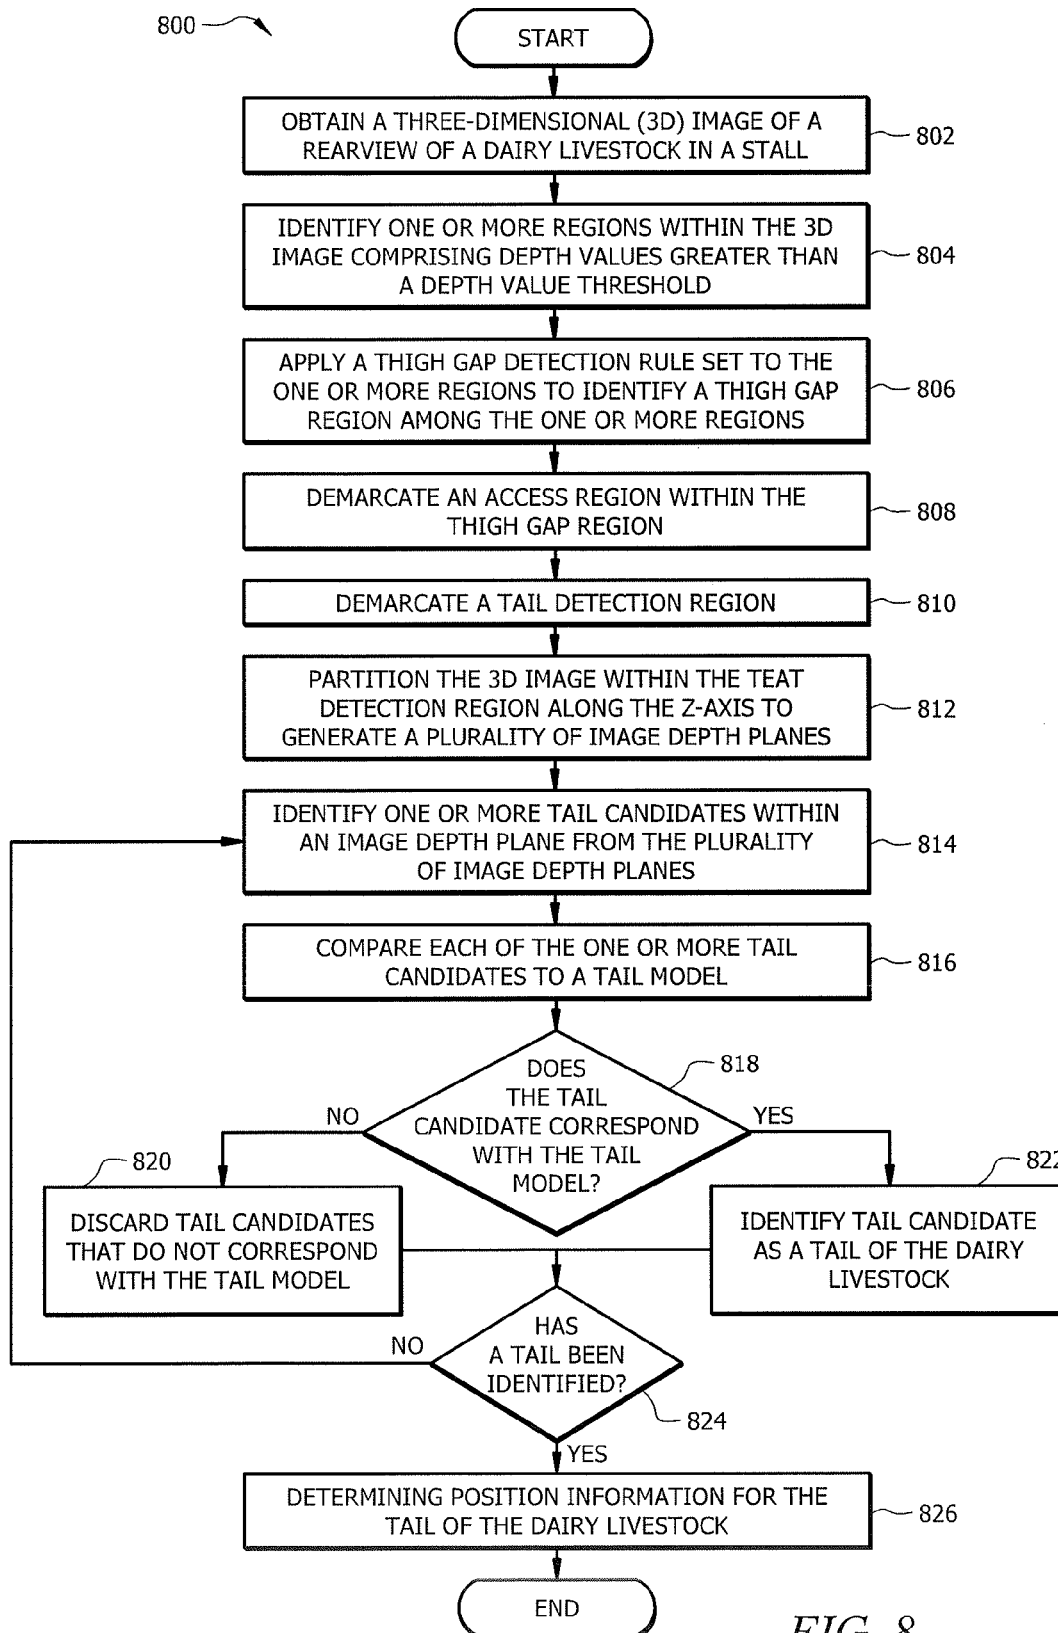 800
START
OBTAIN A THREE-DIMENSIONAL (3D) IMAGE OF A
REARVIEW OF A DAIRY LIVESTOCK IN A STALL
802
IDENTIFY ONE OR MORE REGIONS WITHIN THE 3D
IMAGE COMPRISING DEPTH VALUES GREATER THAN
A DEPTH VALUE THRESHOLD
804
APPLY A THIGH GAP DETECTION RULE SET TO THE
ONE OR MORE REGIONS TO IDENTIFY A THIGH GAP
REGION AMONG THE ONE OR MORE REGIONS
806
DEMARCATE AN ACCESS REGION WITHIN THE
THIGH GAP REGION
808
DEMARCATE A TAIL DETECTION REGION
810
PARTITION THE 3D IMAGE WITHIN THE TEAT
DETECTION REGION ALONG THE Z-AXIS TO
GENERATE A PLURALITY OF IMAGE DEPTH PLANES
812
IDENTIFY ONE OR MORE TAIL CANDIDATES WITHIN
AN IMAGE DEPTH PLANE FROM THE PLURALITY
OF IMAGE DEPTH PLANES
814
COMPARE EACH OF THE ONE OR MORE TAIL
CANDIDATES TO A TAIL MODEL
816
DOES
THE TAIL
CANDIDATE CORRESPOND
WITH THE TAIL
MODEL?
818
NO
YES
820
DISCARD TAIL CANDIDATES
THAT DO NOT CORRESPOND
WITH THE TAIL MODEL
822
IDENTIFY TAIL CANDIDATE
AS A TAIL OF THE DAIRY
LIVESTOCK
HAS
A TAIL BEEN
IDENTIFIED?
NO
824
YES
DETERMINING POSITION INFORMATION FOR THE
TAIL OF THE DAIRY LIVESTOCK
826
END
FIG. 8